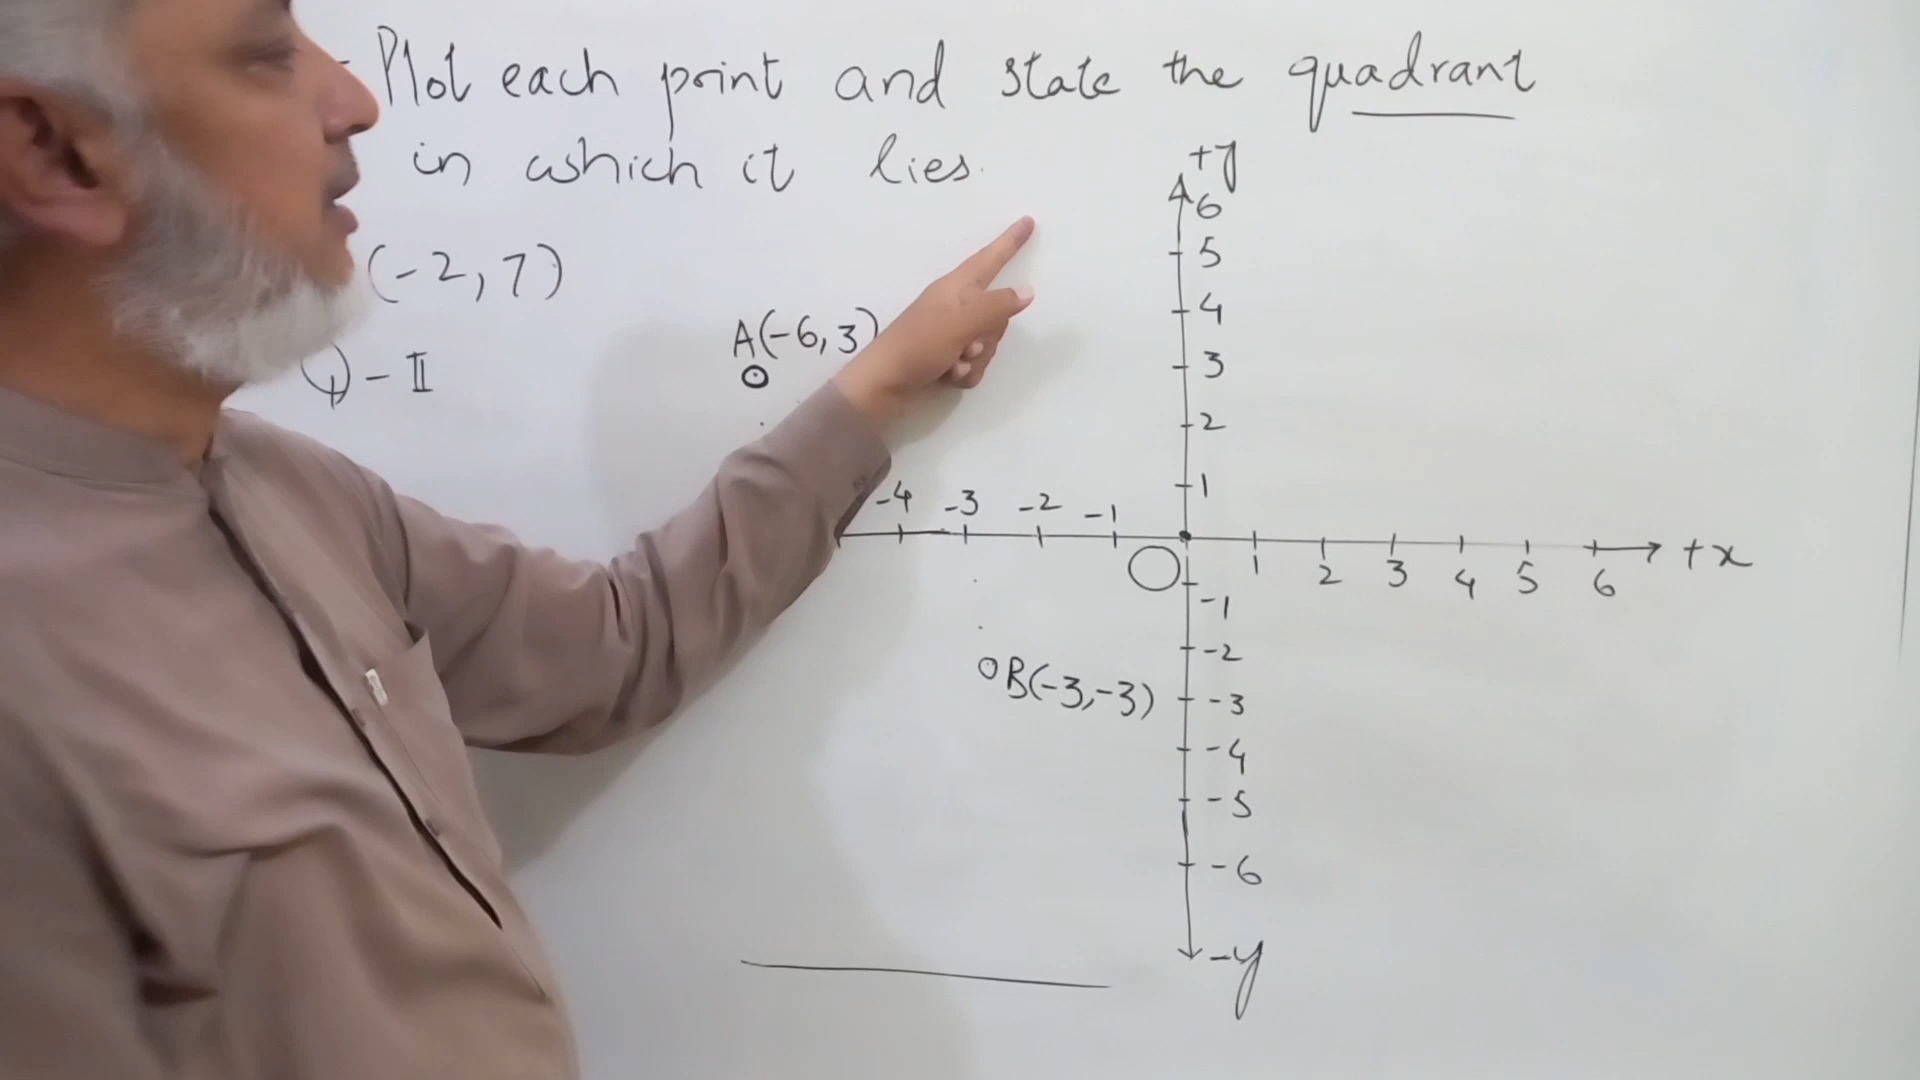 Plot each point and state the quadrant
in which it lies.
(-2, 7)
Q - II
A(-6, 3)
+y
6
5
4
3
2
1
-4 -3 -2 -1
O
1 2 3 4 5 6 +x
-1
-2
B(-3, -3)
-3
-4
-5
-6
-y